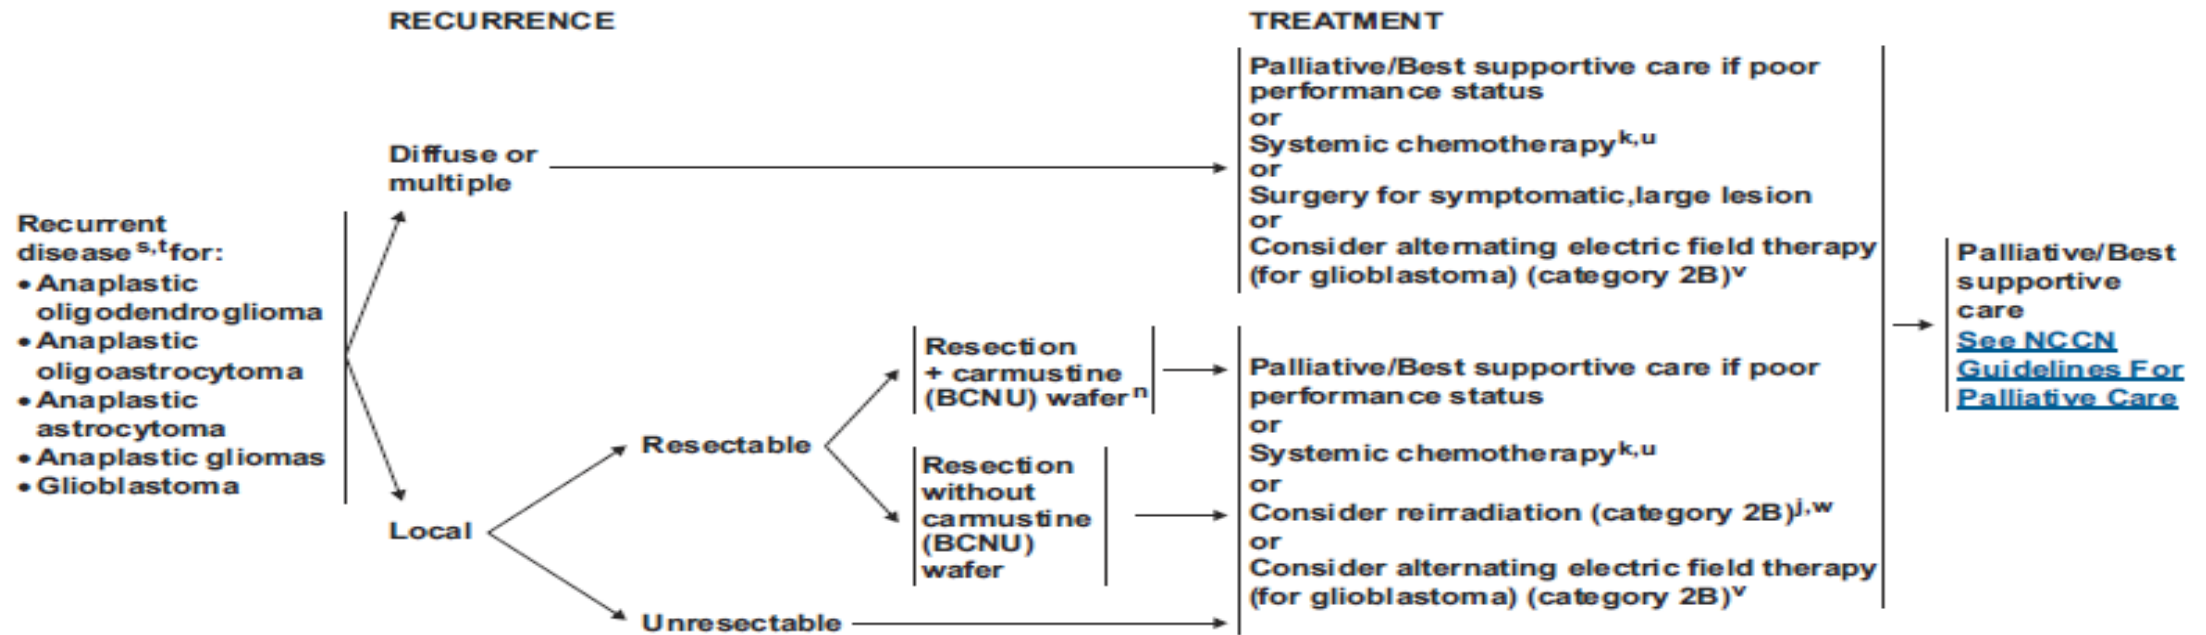 RECURRENCE
TREATMENT
Recurrent
disease s,t for:
• Anaplastic
oligodendroglioma
• Anaplastic
oligoastrocytoma
• Anaplastic
astrocytoma
• Anaplastic gliomas
• Glioblastoma
Diffuse or
multiple
Local
Resectable
Unresectable
Resection
+ carmustine
(BCNU) wafer n
Resection
without
carmustine
(BCNU)
wafer
Palliative/Best supportive care if poor
performance status
or
Systemic chemotherapy k,u
or
Surgery for symptomatic,large lesion
or
Consider alternating electric field therapy
(for glioblastoma) (category 2B) v
Palliative/Best supportive care if poor
performance status
or
Systemic chemotherapy k,u
or
Consider reirradiation (category 2B) j,w
or
Consider alternating electric field therapy
(for glioblastoma) (category 2B) v
Palliative/Best
supportive
care
See NCCN
Guidelines For
Palliative Care